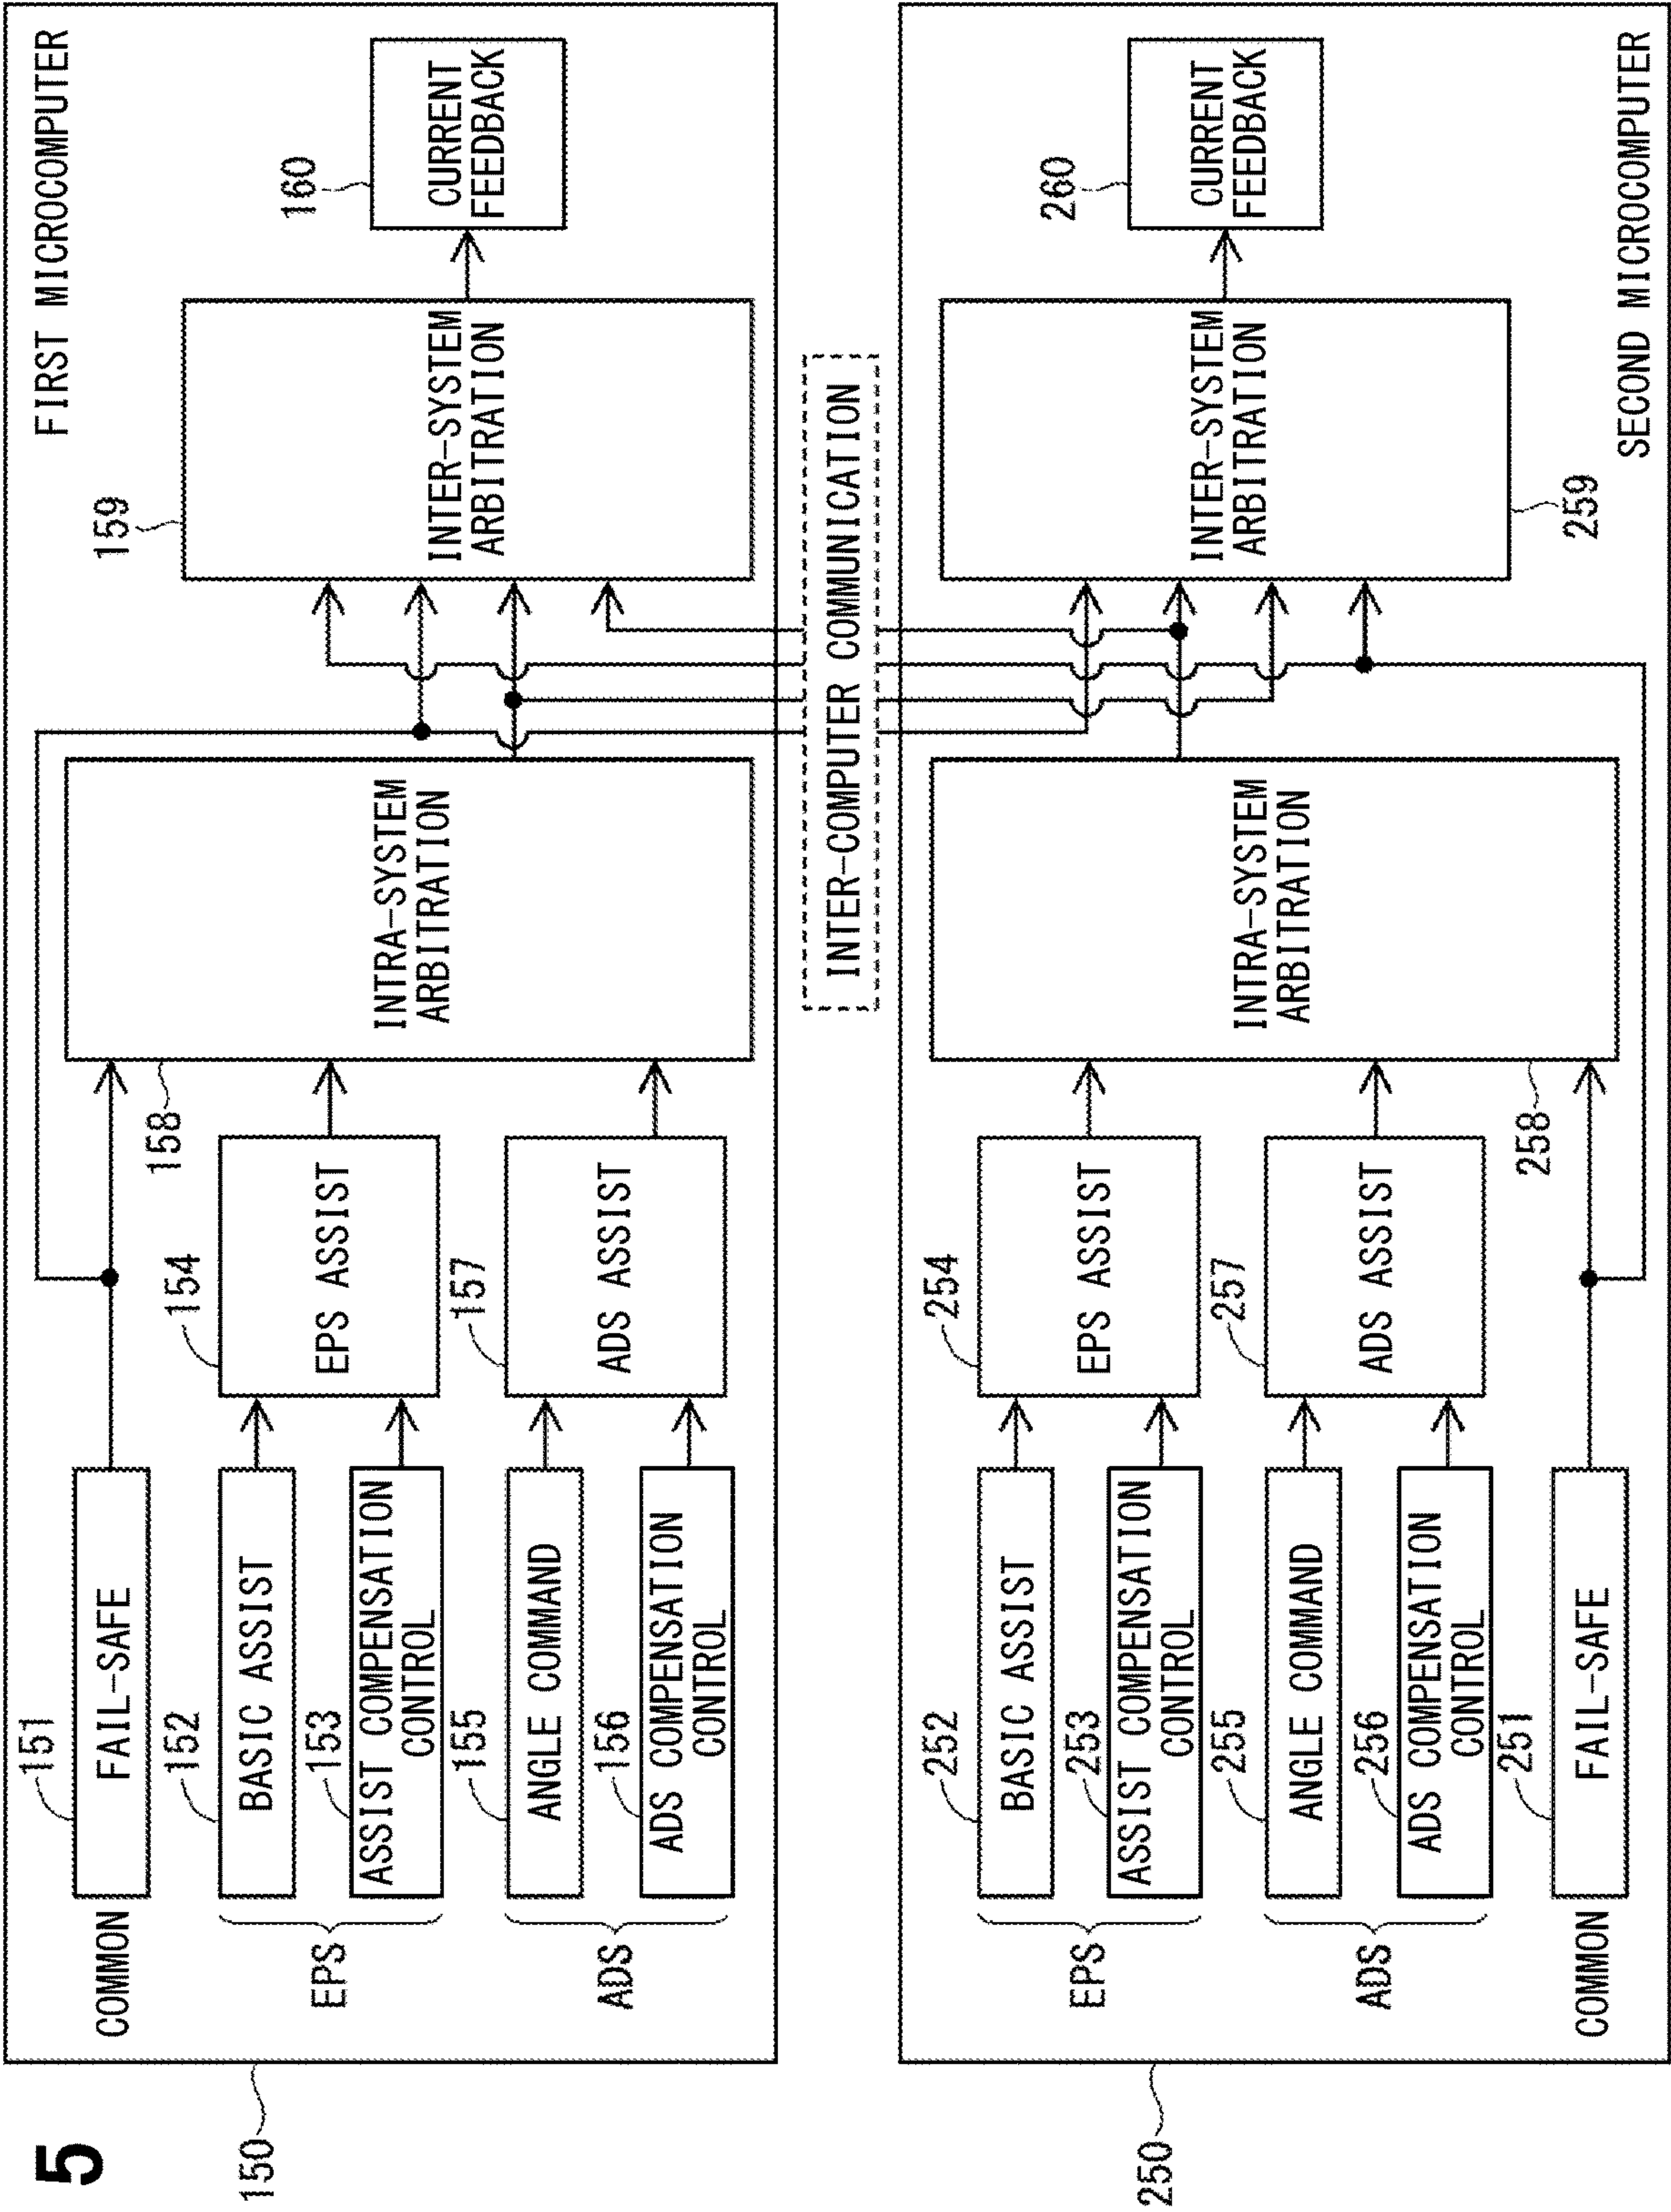 5
FIRST MICROCOMPUTER
150
COMMON
151
FAIL-SAFE
EPS
152
BASIC ASSIST
153
ASSIST COMPENSATION
CONTROL
154
EPS ASSIST
ADS
155
ANGLE COMMAND
156
ADS COMPENSATION
CONTROL
157
ADS ASSIST
158
INTRA-SYSTEM
ARBITRATION
159
INTER-SYSTEM
ARBITRATION
160
CURRENT
FEEDBACK
INTER-COMPUTER COMMUNICATION
250
EPS
252
BASIC ASSIST
253
ASSIST COMPENSATION
CONTROL
254
EPS ASSIST
ADS
255
ANGLE COMMAND
256
ADS COMPENSATION
CONTROL
257
ADS ASSIST
COMMON
251
FAIL-SAFE
258
INTRA-SYSTEM
ARBITRATION
259
INTER-SYSTEM
ARBITRATION
260
CURRENT
FEEDBACK
SECOND MICROCOMPUTER